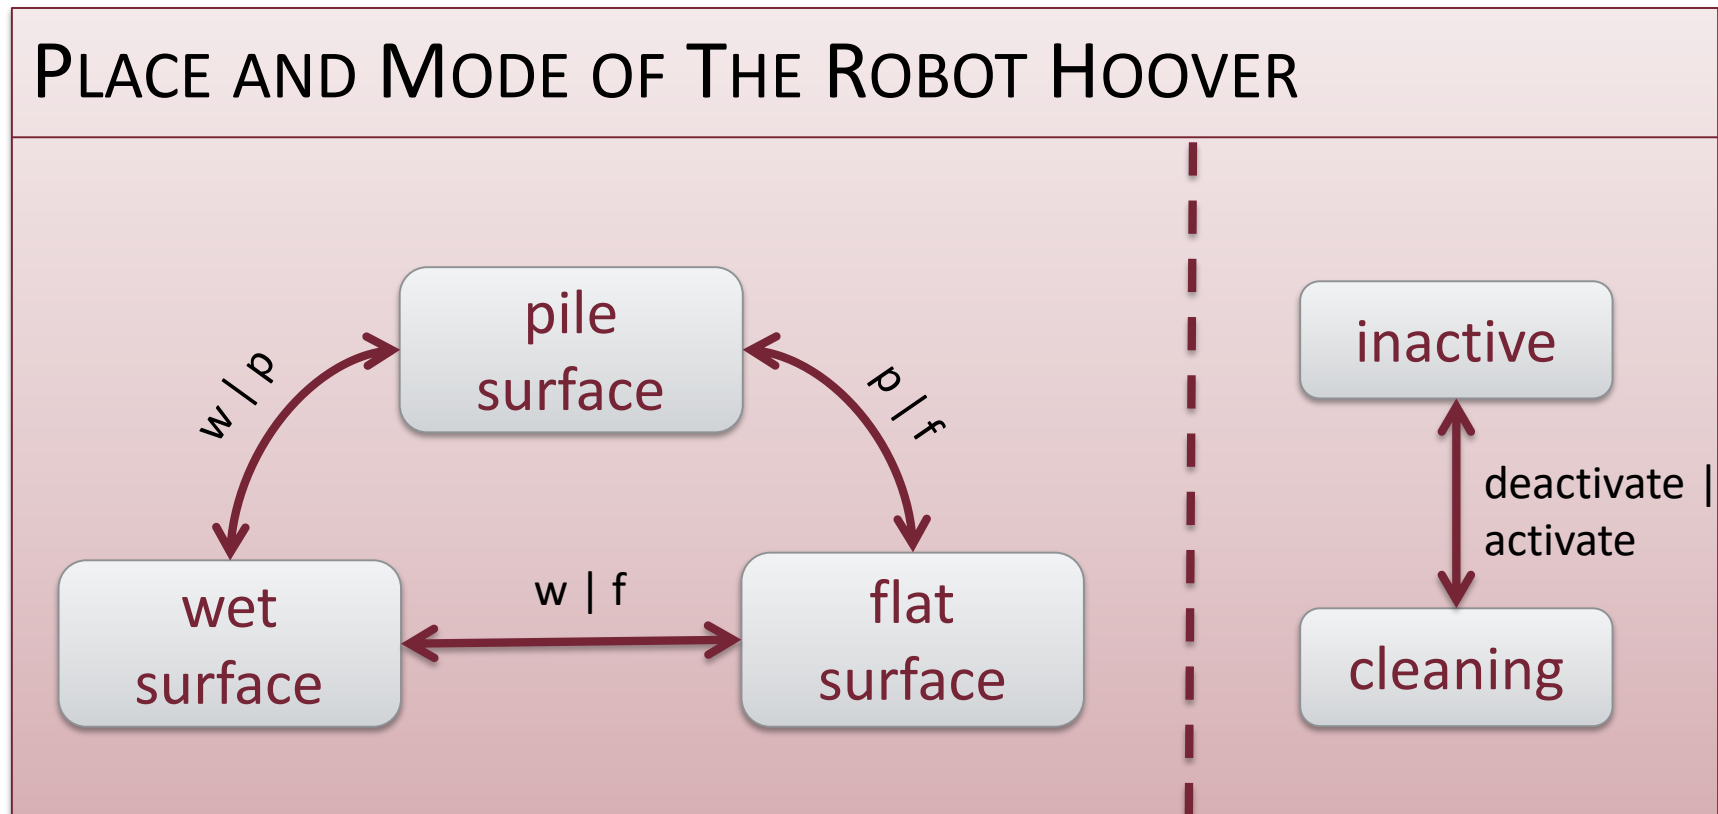 PLACE AND MODE OF THE ROBOT HOOVER
pile
surface
w | p
p | f
wet
surface
w | f
flat
surface
inactive
deactivate |
activate
cleaning